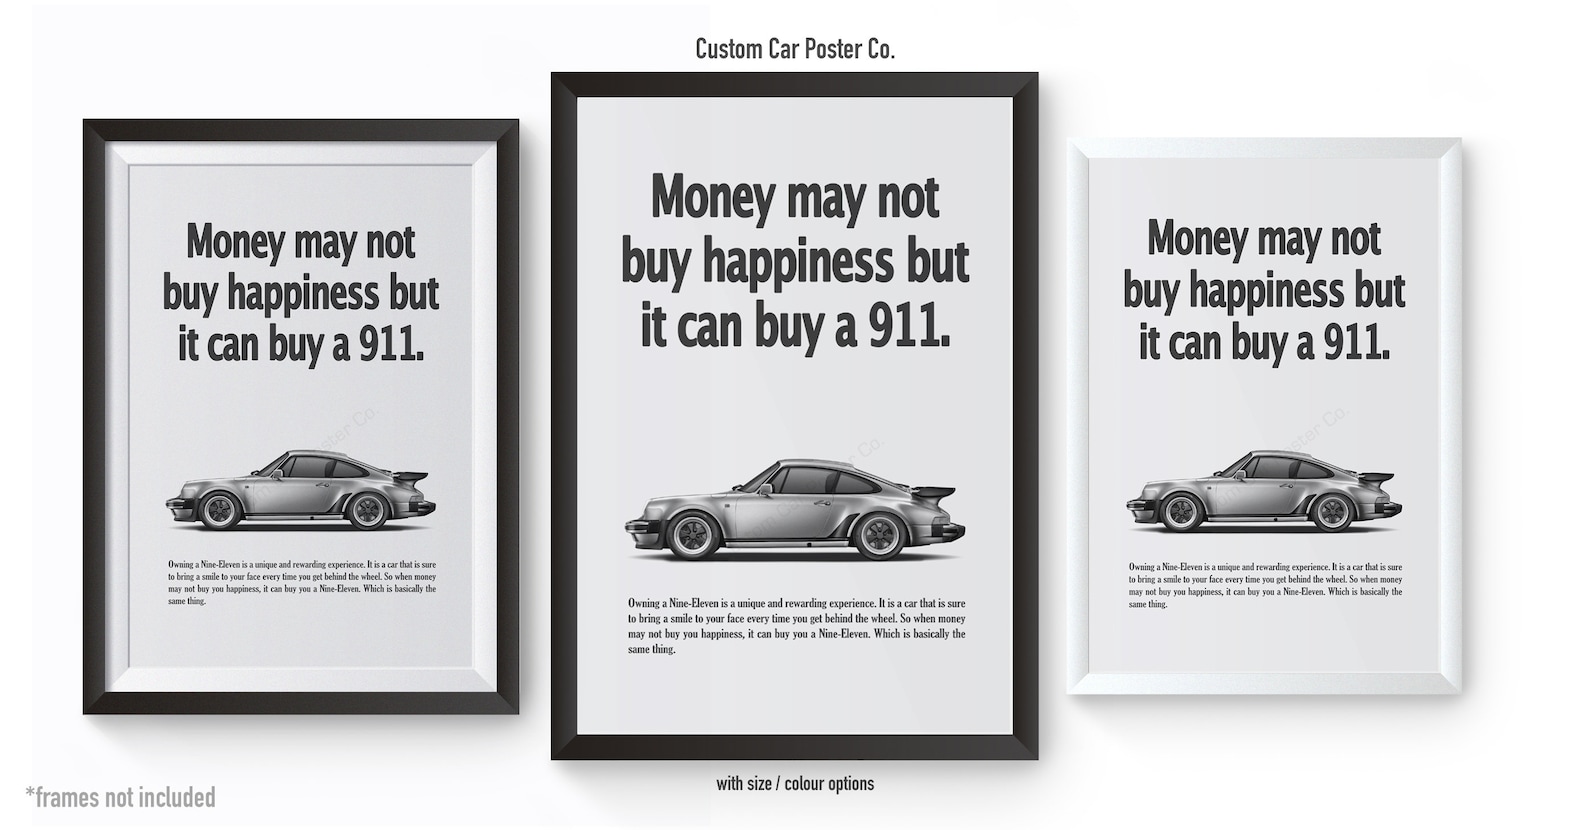 Custom Car Poster Co.
Money may not
buy happiness but
it can buy a 911.
Owning a Nine-Eleven is a unique and rewarding experience. It is a car that is sure
to bring a smile to your face every time you get behind the wheel. So when money
may not buy you happiness, it can buy you a Nine-Eleven. Which is basically the
same thing.
Money may not
buy happiness but
it can buy a 911.
Owning a Nine-Eleven is a unique and rewarding experience. It is a car that is sure
to bring a smile to your face every time you get behind the wheel. So when money
may not buy you happiness, it can buy you a Nine-Eleven. Which is basically the
same thing.
Money may not
buy happiness but
it can buy a 911.
Owning a Nine-Eleven is a unique and rewarding experience. It is a car that is sure
to bring a smile to your face every time you get behind the wheel. So when money
may not buy you happiness, it can buy you a Nine-Eleven. Which is basically the
same thing.
with size / colour options
*frames not included